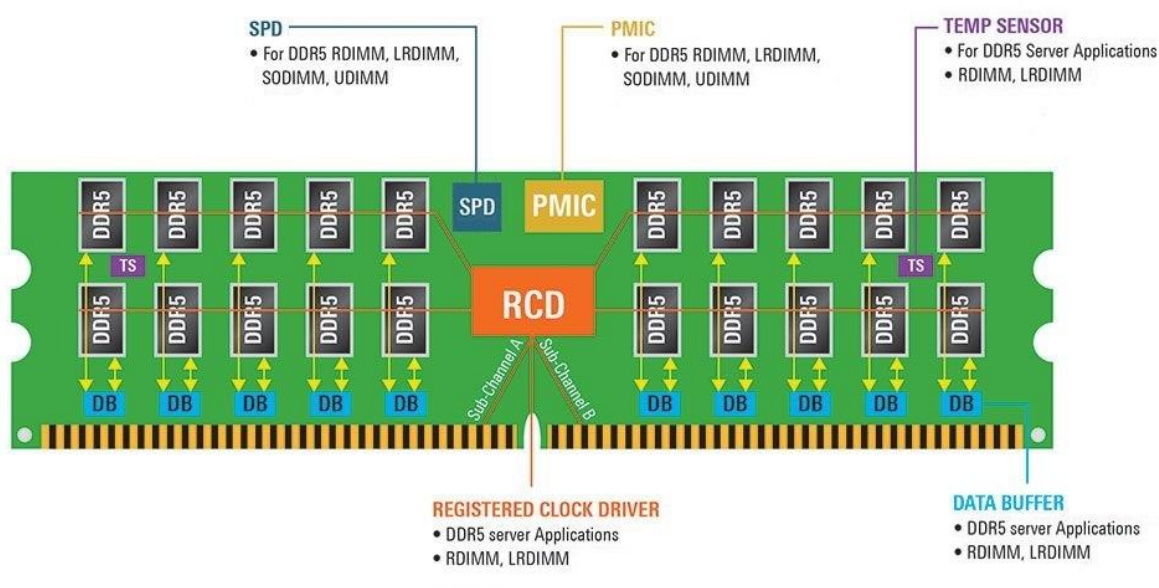 SPD
• For DDR5 RDIMM, LRDIMM,
SODIMM, UDIMM
PMIC
• For DDR5 RDIMM, LRDIMM,
SODIMM, UDIMM
TEMP SENSOR
• For DDR5 Server Applications
• RDIMM, LRDIMM
DDR5 DDR5 DDR5 DDR5 DDR5 SPD PMIC DDR5 DDR5 DDR5 DDR5 DDR5
TS TS
DDR5 DDR5 DDR5 DDR5 DDR5 RCD DDR5 DDR5 DDR5 DDR5 DDR5
Sub-Channel A
Sub-Channel B
DB DB DB DB DB DB DB DB DB DB
REGISTERED CLOCK DRIVER
• DDR5 server Applications
• RDIMM, LRDIMM
DATA BUFFER
• DDR5 server Applications
• RDIMM, LRDIMM